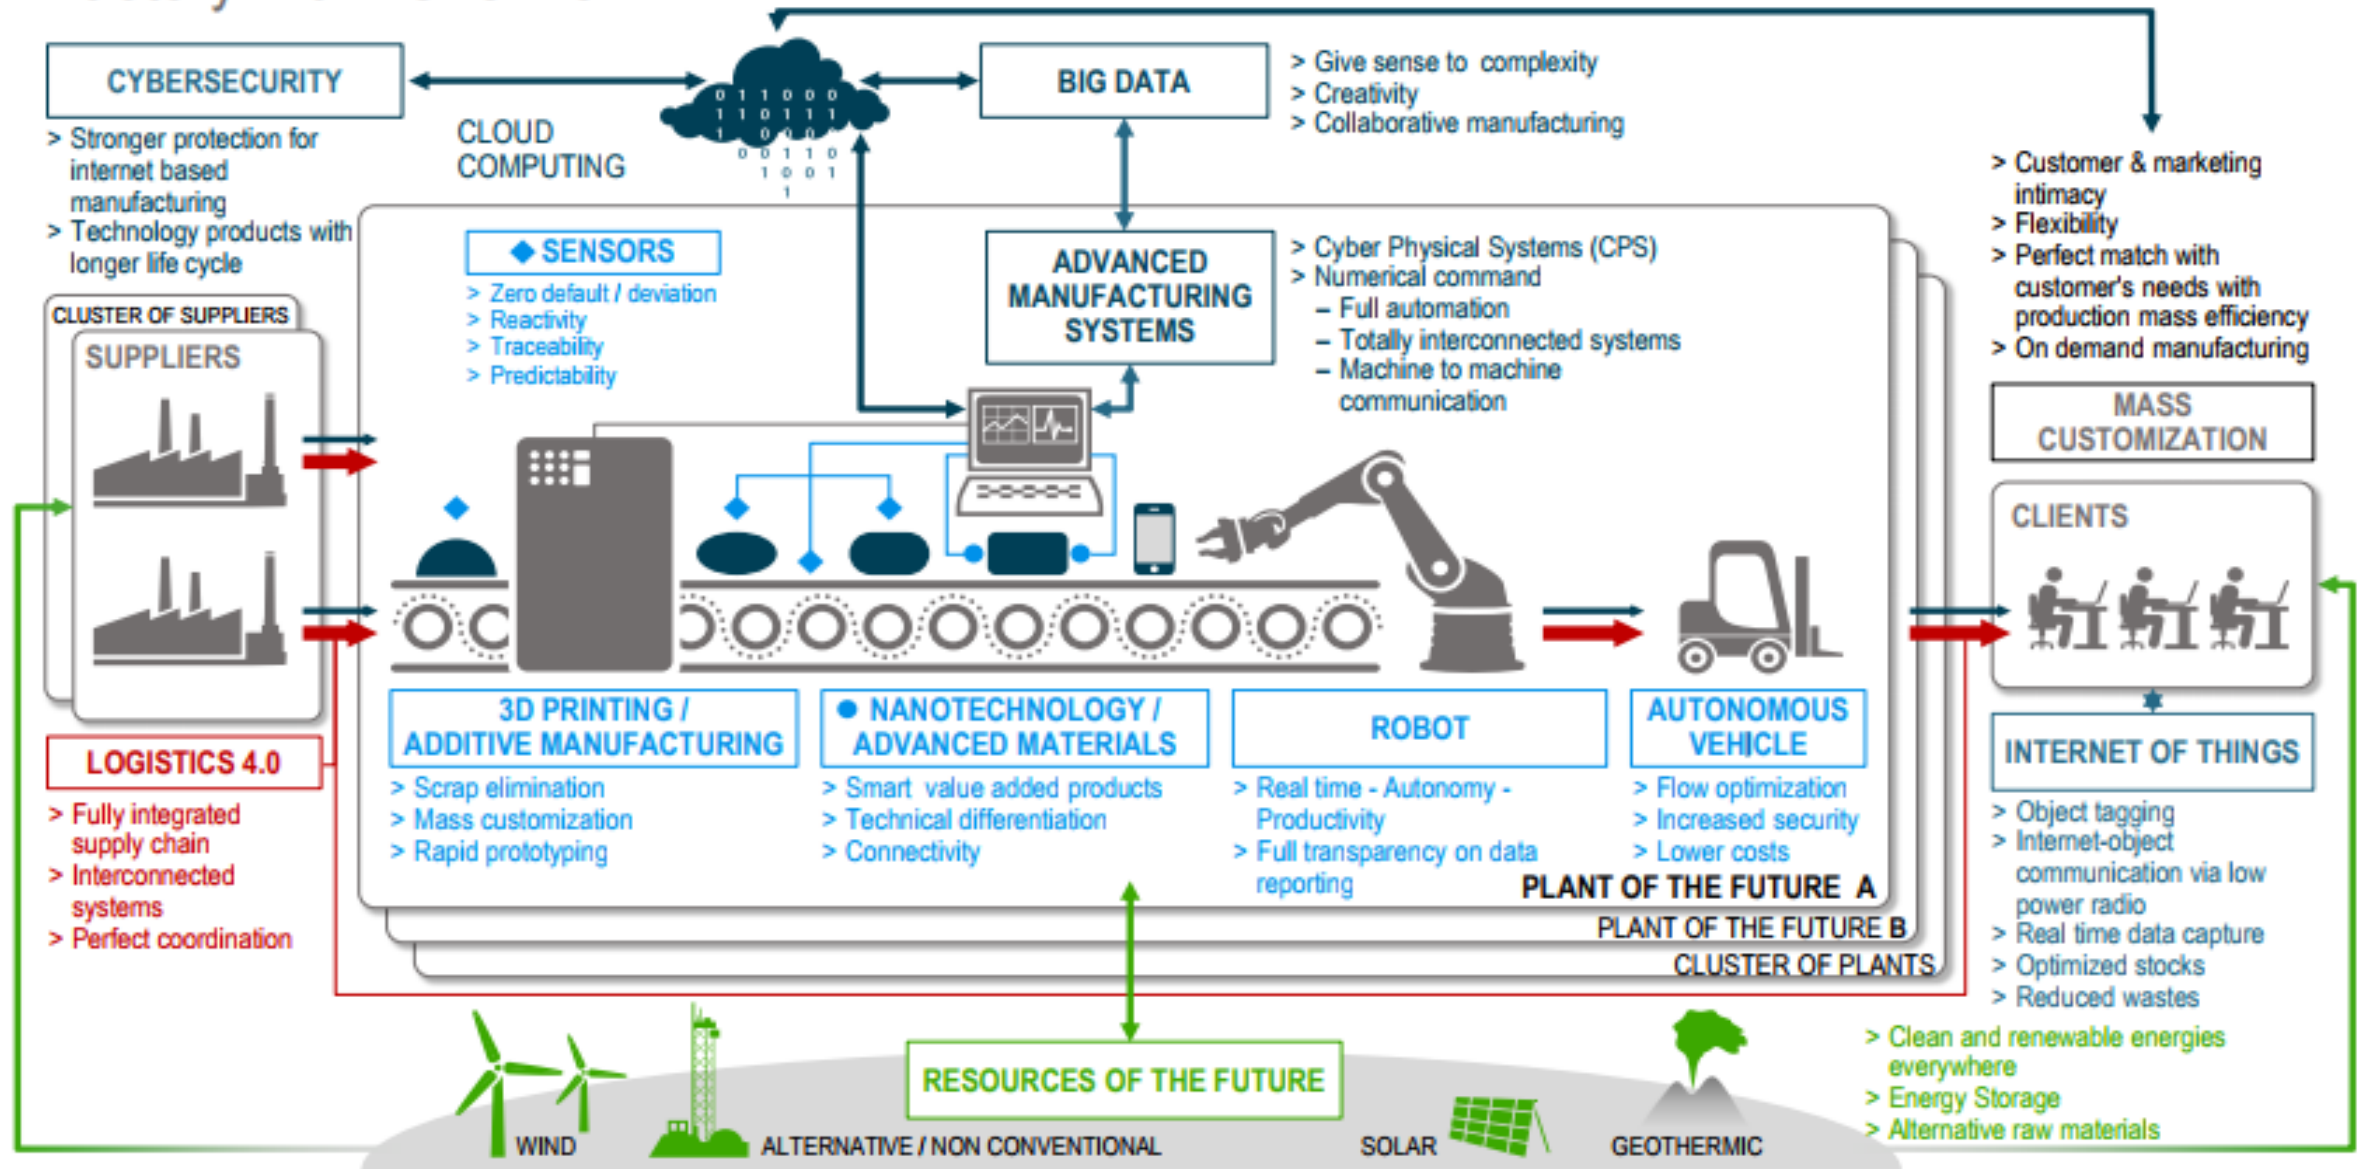 CYBERSECURITY
> Stronger protection for
internet based
manufacturing
> Technology products with
longer life cycle
CLOUD
COMPUTING
0 1 1 0 0 0
BIG DATA
> Give sense to complexity
> Creativity
> Collaborative manufacturing
> Customer & marketing
intimacy
> Flexibility
> Perfect match with
customer's needs with
production mass efficiency
> On demand manufacturing
MASS
CUSTOMIZATION
CLUSTER OF SUPPLIERS
SUPPLIERS
SENSORS
> Zero default / deviation
> Reactivity
> Traceability
> Predictability
ADVANCED
MANUFACTURING
SYSTEMS
> Cyber Physical Systems (CPS)
> Numerical command
– Full automation
– Totally interconnected systems
– Machine to machine
communication
CLIENTS
LOGISTICS 4.0
> Fully integrated
supply chain
> Interconnected
systems
> Perfect coordination
3D PRINTING /
ADDITIVE MANUFACTURING
> Scrap elimination
> Mass customization
> Rapid prototyping
NANOTECHNOLOGY /
ADVANCED MATERIALS
> Smart value added products
> Technical differentiation
> Connectivity
ROBOT
> Real time - Autonomy -
Productivity
> Full transparency on data
reporting
AUTONOMOUS
VEHICLE
> Flow optimization
> Increased security
> Lower costs
PLANT OF THE FUTURE A
PLANT OF THE FUTURE B
CLUSTER OF PLANTS
INTERNET OF THINGS
> Object tagging
> Internet-object
communication via low
power radio
> Real time data capture
> Optimized stocks
> Reduced wastes
RESOURCES OF THE FUTURE
WIND
ALTERNATIVE / NON CONVENTIONAL
SOLAR
GEOTHERMIC
> Clean and renewable energies
everywhere
> Energy Storage
> Alternative raw materials